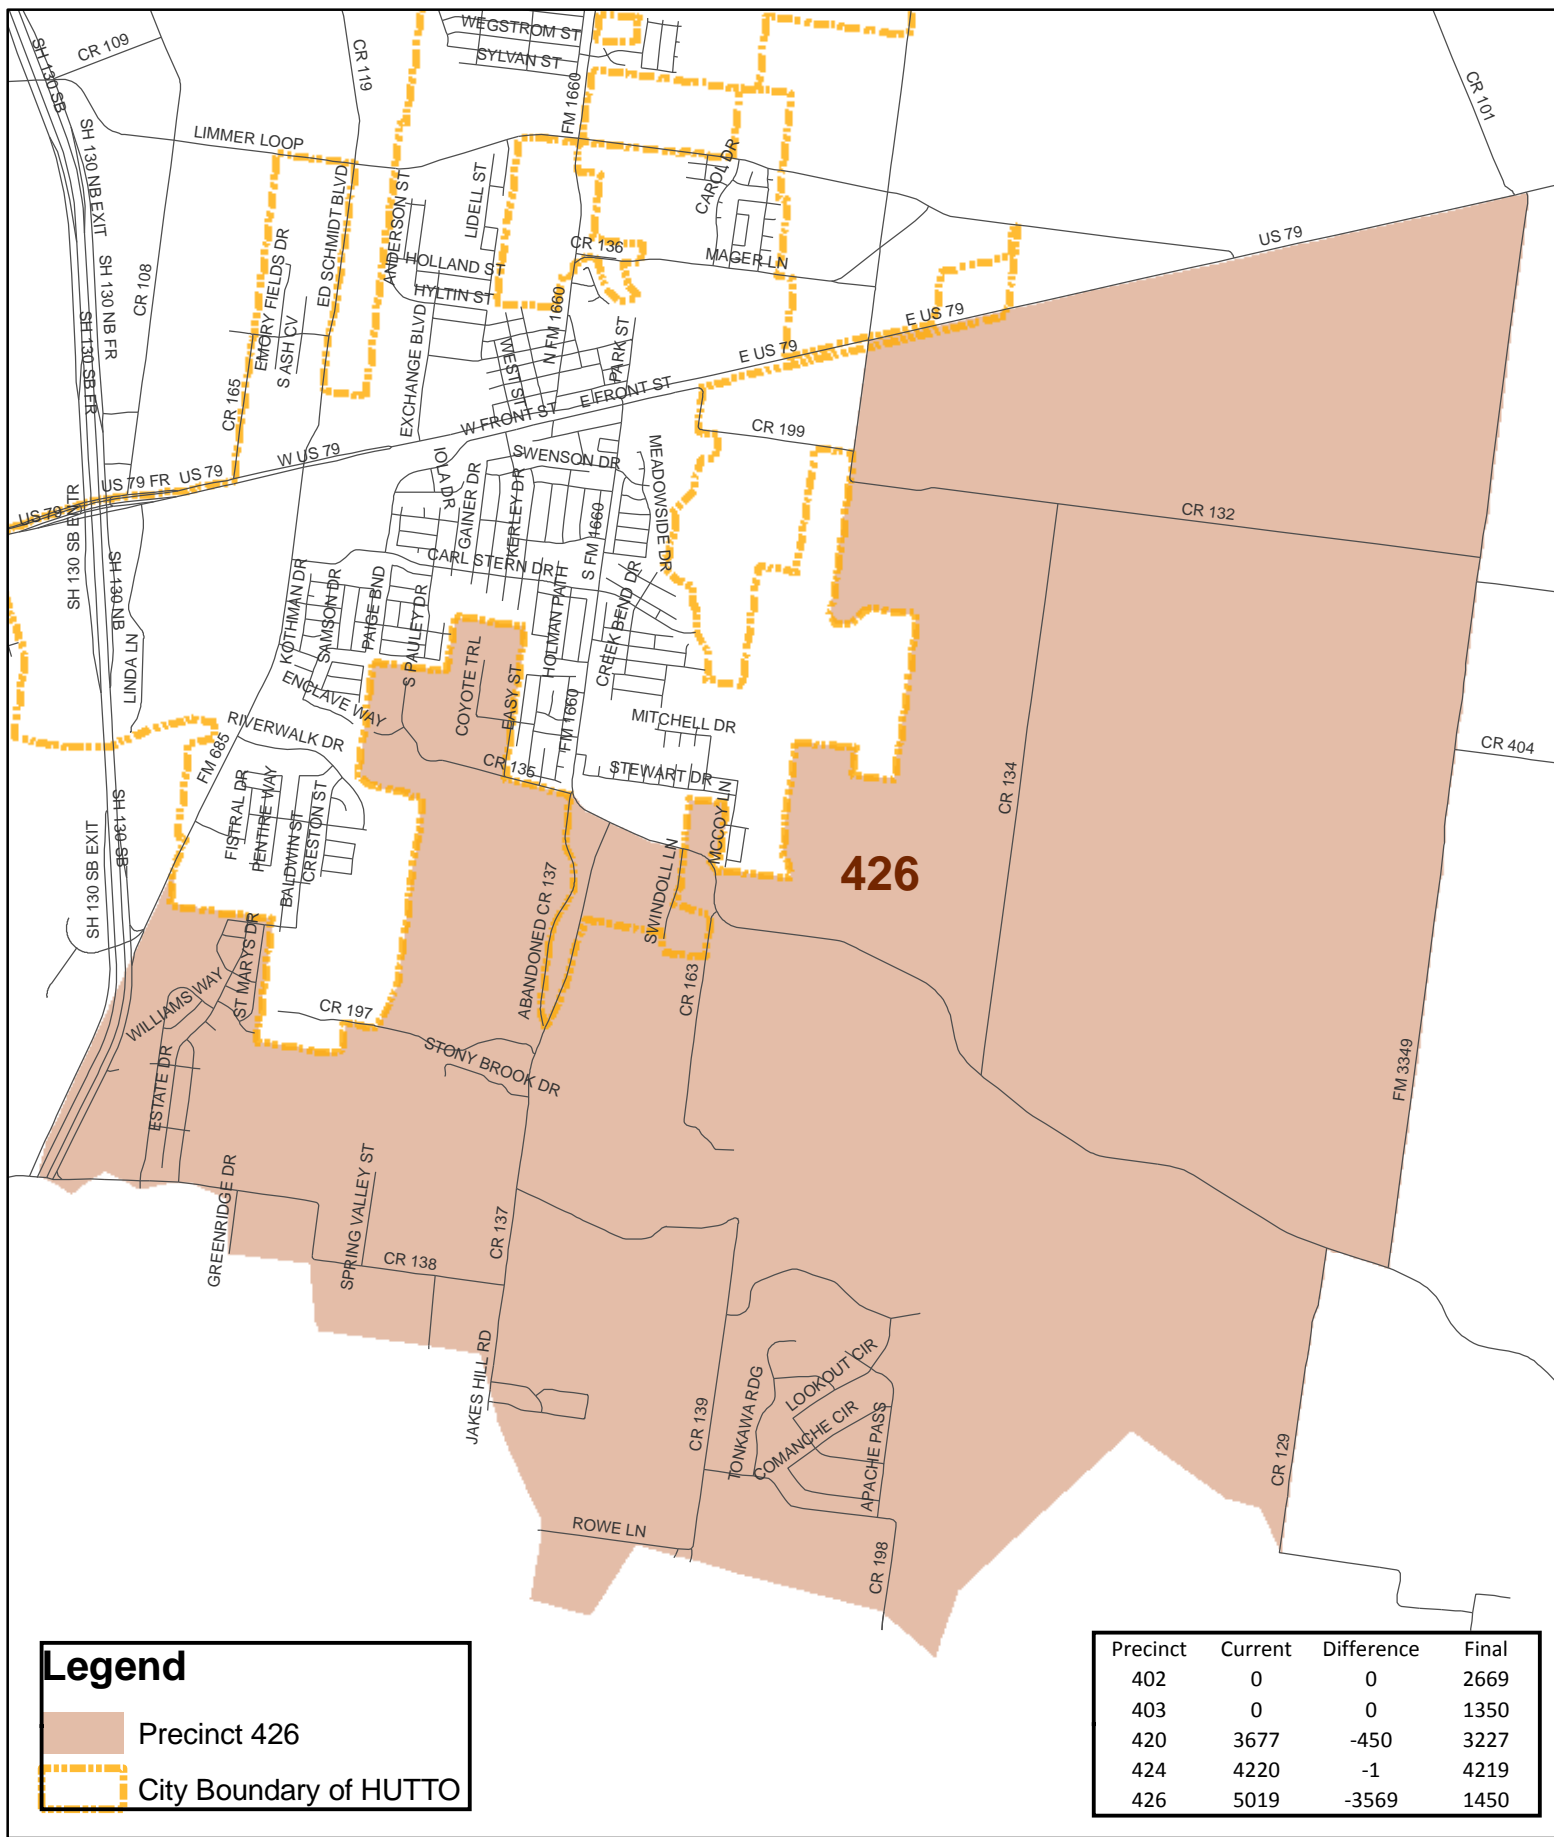 WEGSTROM ST
SYLVAN ST
CR 109
SH 130 SB
CR 119
FM 1660
CR 101
LIMMER LOOP
SH 130 NB EXIT
ED SCHMIDT BLVD
ANDERSON ST
LIDELL ST
CAROL DR
CR 136
MAGER LN
US 79
HOLLAND ST
HYLTIN ST
SH 130 NB FR
CR 108
EMORY FIELDS DR
S ASH CV
SH 130 SB FR
EXCHANGE BLVD
WEST ST
N FM 1660
PARK ST
E US 79
E US 79
CR 165
W FRONT ST
E FRONT ST
CR 199
W US 79
US 79 FR
US 79
US 79
SH 130 SB ENTR
IOLA DR
GAINER DR
KERLEY DR
SWENSON DR
MEADOWSIDE DR
S FM 1660
CR 132
CARL STERN DR
SH 130 NB
KOTHMAN DR
SAMSON DR
PAIGE BND
S PAULEY DR
HOLMAN PATH
CREEK BEND DR
LINDA LN
ENCLAVE WAY
COYOTE TRL
EASY ST
FM 1660
MITCHELL DR
RIVERWALK DR
FM 685
CR 135
STEWART DR
CR 134
CR 404
SH 130 SB
SH 130 SB EXIT
FISTRAL DR
PENTIRE WAY
BALDWIN ST
CRESTON ST
MCCOY LN
SWINDOLL LN
426
ABANDONED CR 137
ST MARYS DR
WILLIAMS WAY
CR 197
CR 163
STONY BROOK DR
ESTATE DR
FM 3349
GREENRIDGE DR
SPRING VALLEY ST
CR 137
CR 138
JAKES HILL RD
CR 139
TONKAWA RDG
LOOKOUT CIR
COMANCHE CIR
APACHE PASS
CR 129
ROWE LN
CR 198
Legend
Precinct 426
City Boundary of HUTTO
Precinct Current Difference Final
402 0 0 2669
403 0 0 1350
420 3677 -450 3227
424 4220 -1 4219
426 5019 -3569 1450